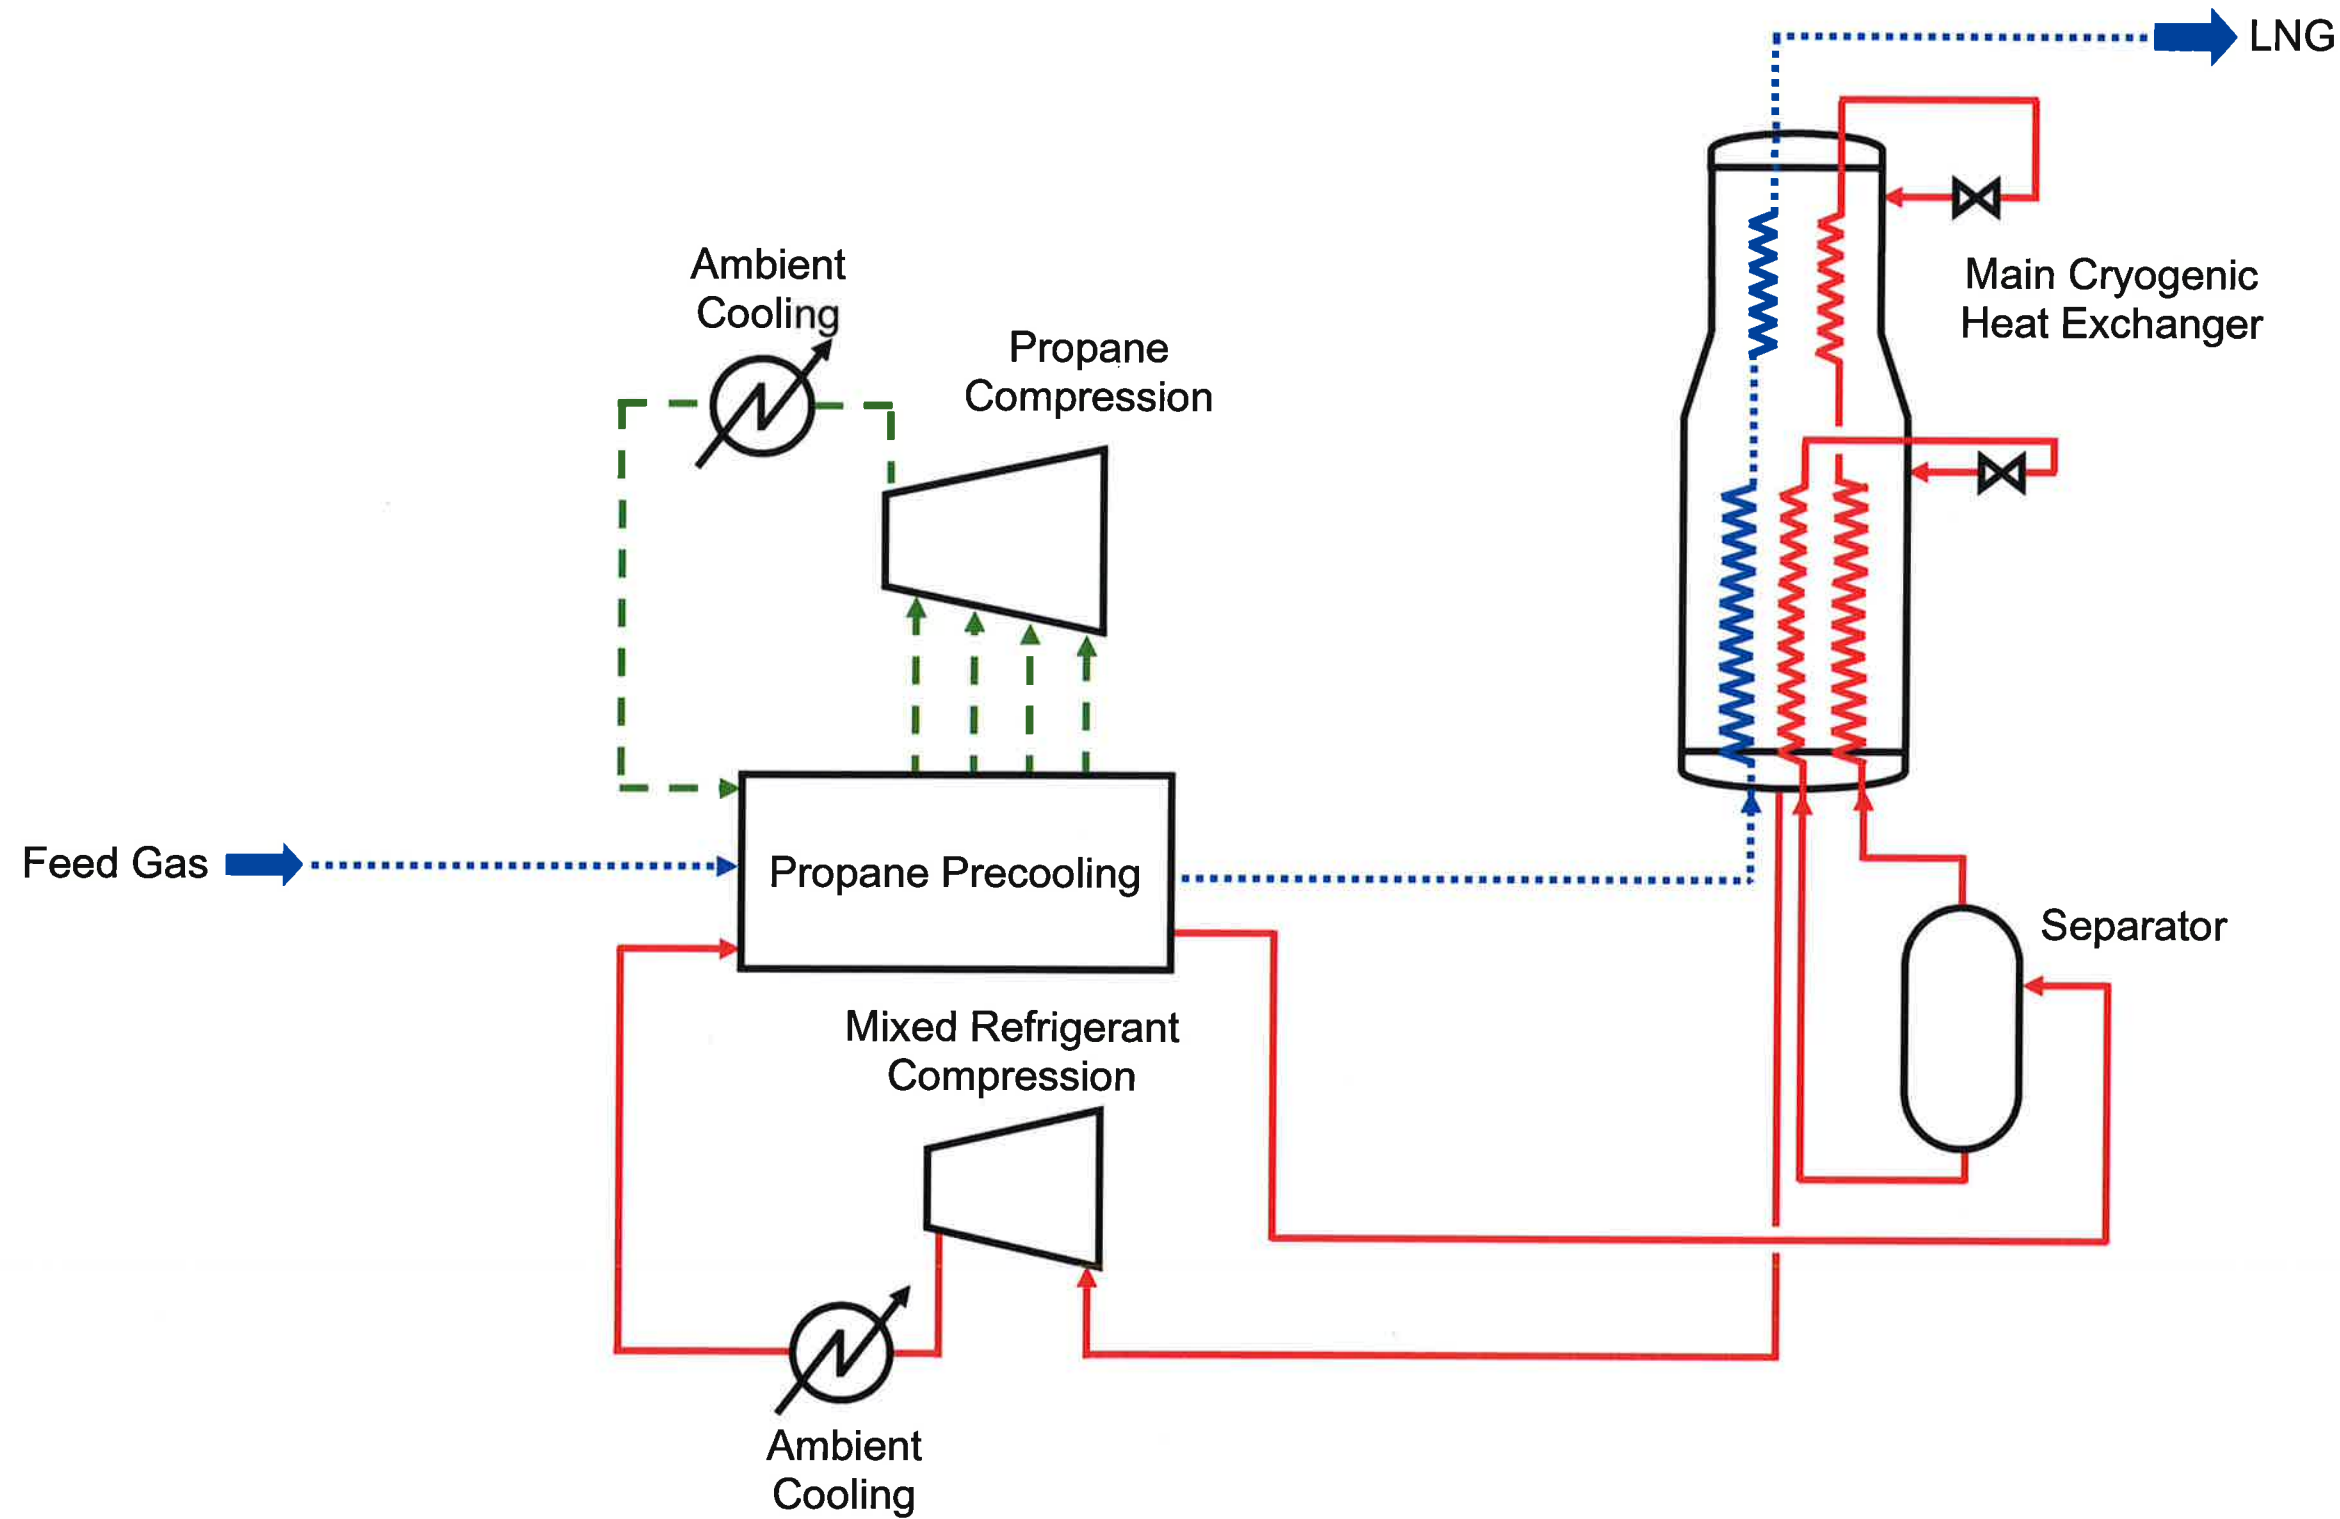 LNG
Main Cryogenic
Heat Exchanger
Ambient
Cooling
Propane
Compression
Feed Gas
Propane Precooling
Separator
Mixed Refrigerant
Compression
Ambient
Cooling